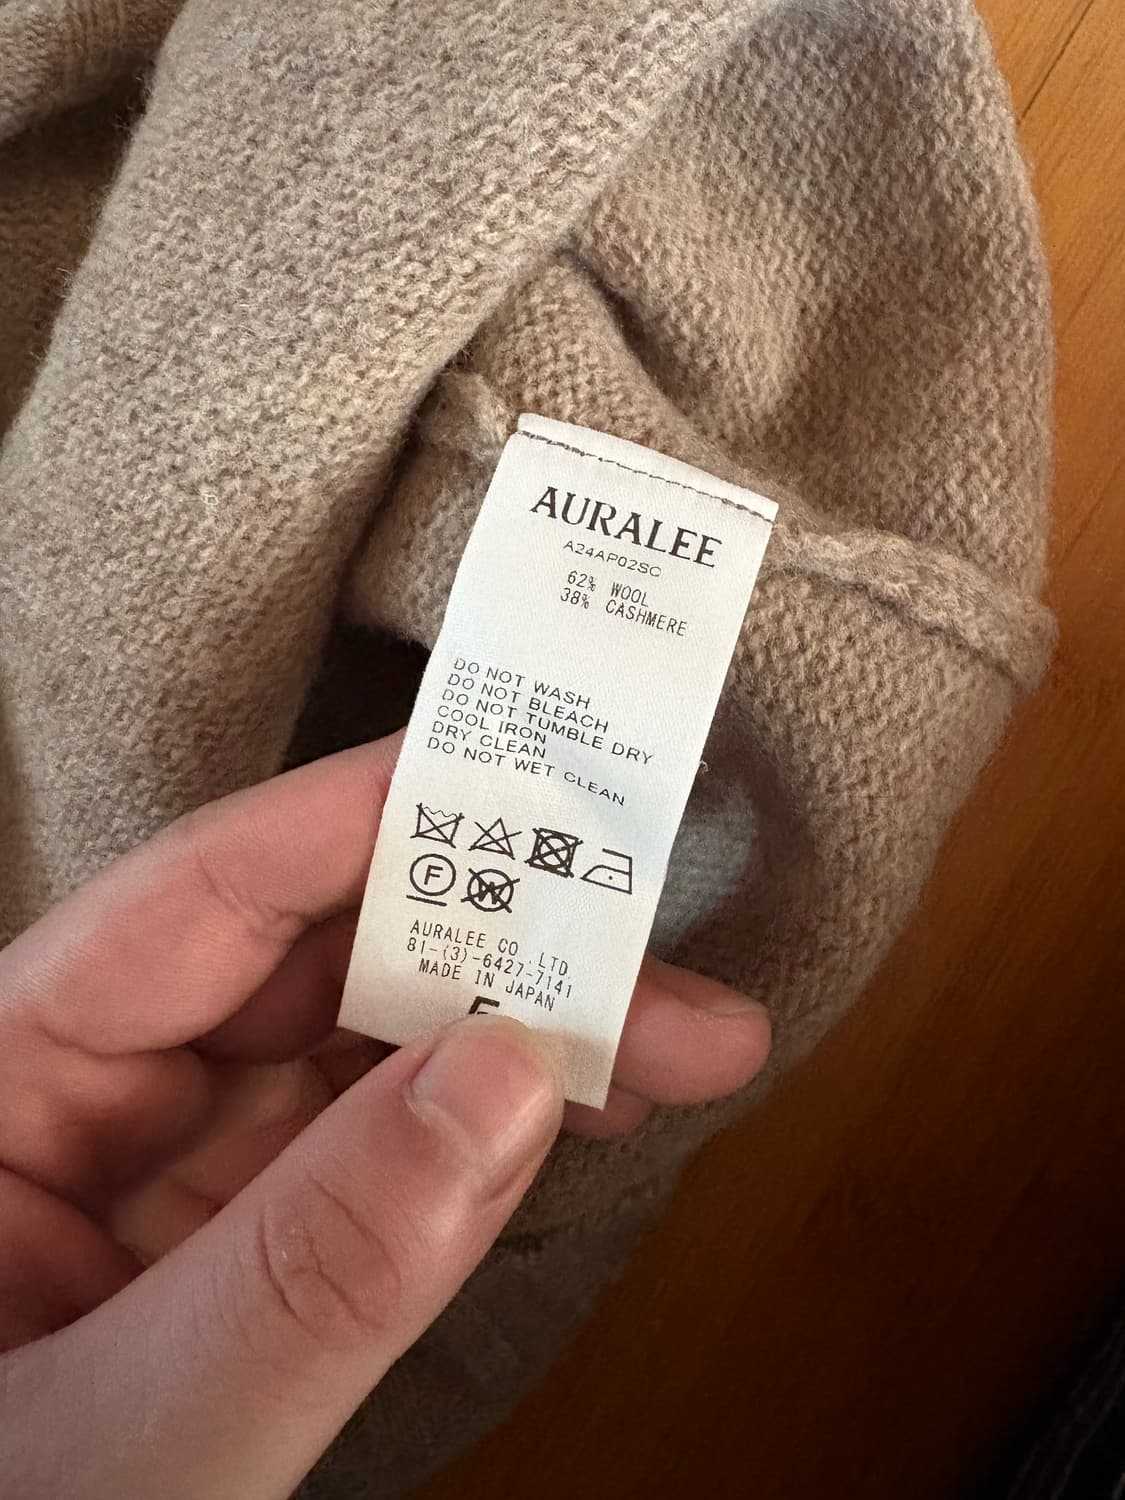 AURALEE
A24AP02SC
62% WOOL
38% CASHMERE
DO NOT WASH
DO NOT BLEACH
DO NOT TUMBLE DRY
COOL IRON
DRY CLEAN
DO NOT WET CLEAN
F W
AURALEE CO.,LTD.
81-(3)-6427-7141
MADE IN JAPAN